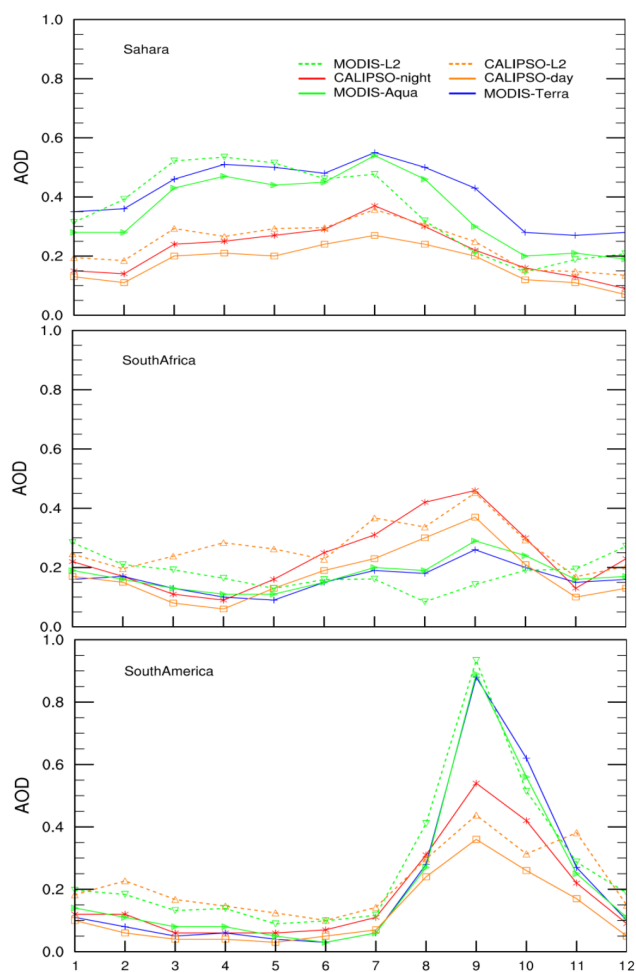 1.0
Sahara
MODIS-L2 CALIPSO-L2
CALIPSO-night CALIPSO-day
MODIS-Aqua MODIS-Terra
0.8
0.6
AOD
0.4
0.2
0.0
1.0
SouthAfrica
0.8
0.6
AOD
0.4
0.2
0.0
1.0
SouthAmerica
0.8
0.6
AOD
0.4
0.2
0.0
1 2 3 4 5 6 7 8 9 10 11 12